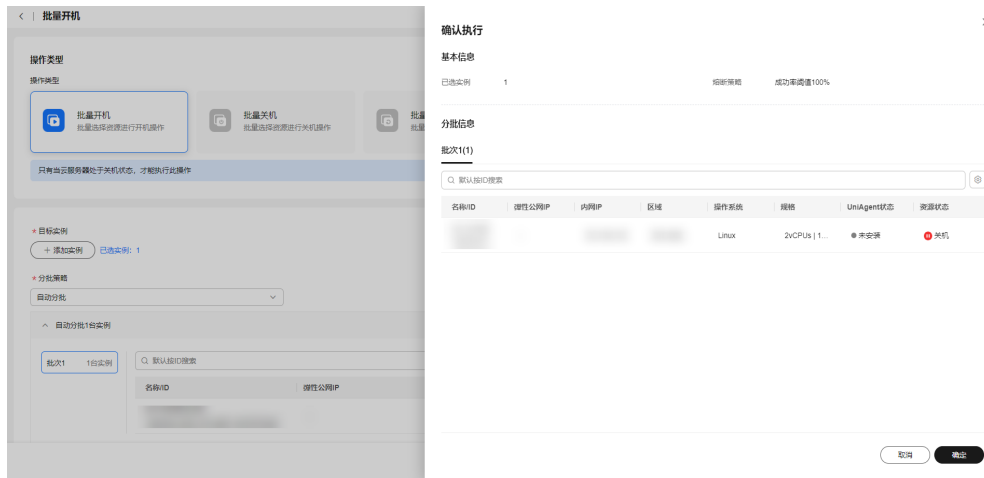 批量开机
操作类型
操作类型
批量开机
批量选择资源进行开机操作
批量关机
批量选择资源进行关机操作
批量
批量
只有当云服务器处于关机状态，才能执行此操作
* 目标实例
+ 添加实例 已选实例：1
* 分批策略
自动分批
自动分批1台实例
批次1 1台实例
默认按ID搜索
名称/ID 弹性公网IP
确认执行
基本信息
已选实例 1 熔断策略 成功率阈值100%
分批信息
批次1(1)
默认按ID搜索
名称/ID 弹性公网IP 内网IP 区域 操作系统 规格 UniAgent状态 资源状态
Linux 2vCPUs | 1... 未安装 关机
取消 确定